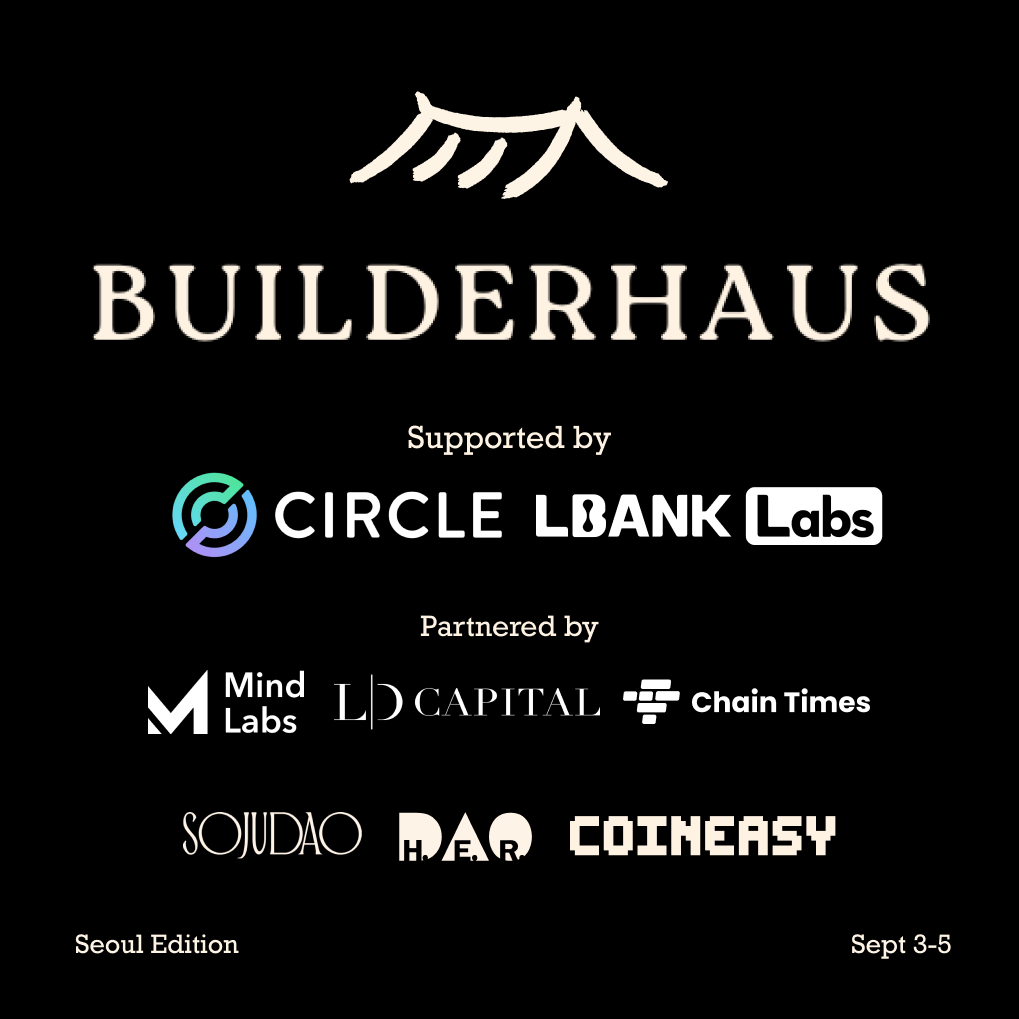 BUILDERHAUS
Supported by
CIRCLE LBANK Labs
Partnered by
Mind Labs LD CAPITAL Chain Times
SOJUDAO H.E.R. DAO COINEASY
Seoul Edition Sept 3-5